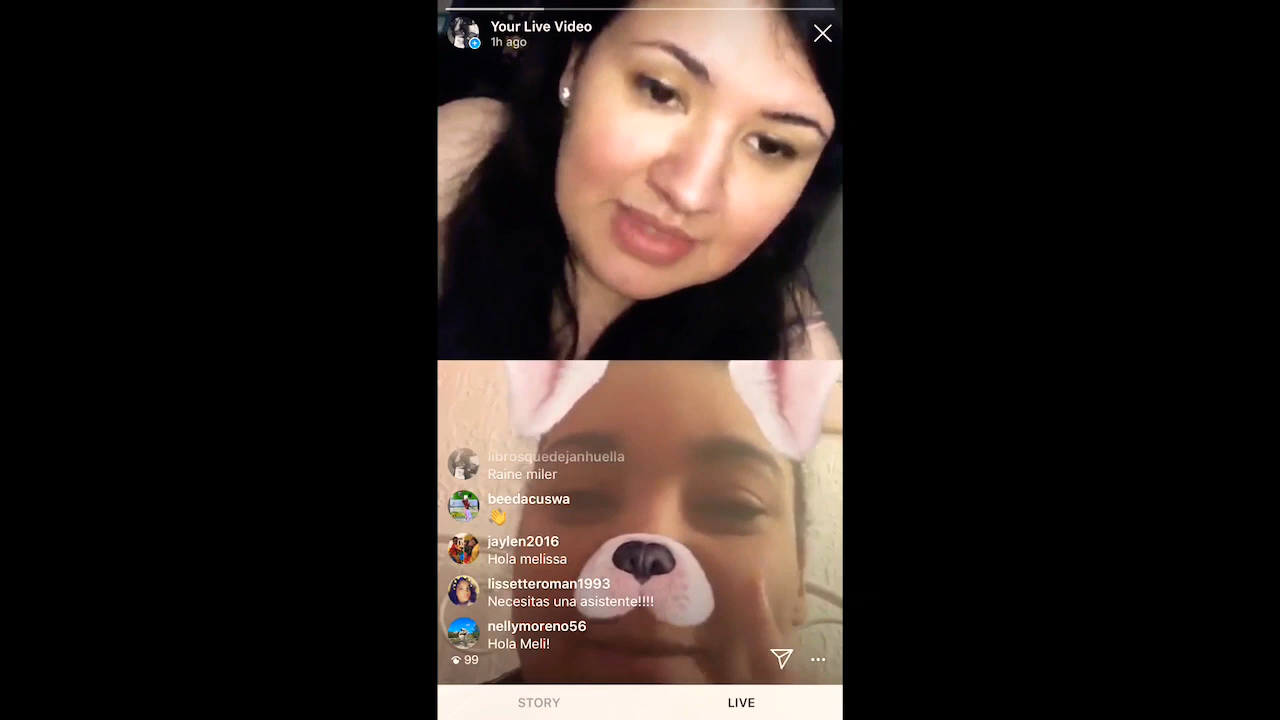 Your Live Video
1h ago
librosquedejanhuella
Raine miler
beedacuswa
👋
jaylen2016
Hola melissa
lissetteroman1993
Necesitas una asistente!!!!
nellymoreno56
Hola Meli!
99
STORY
LIVE